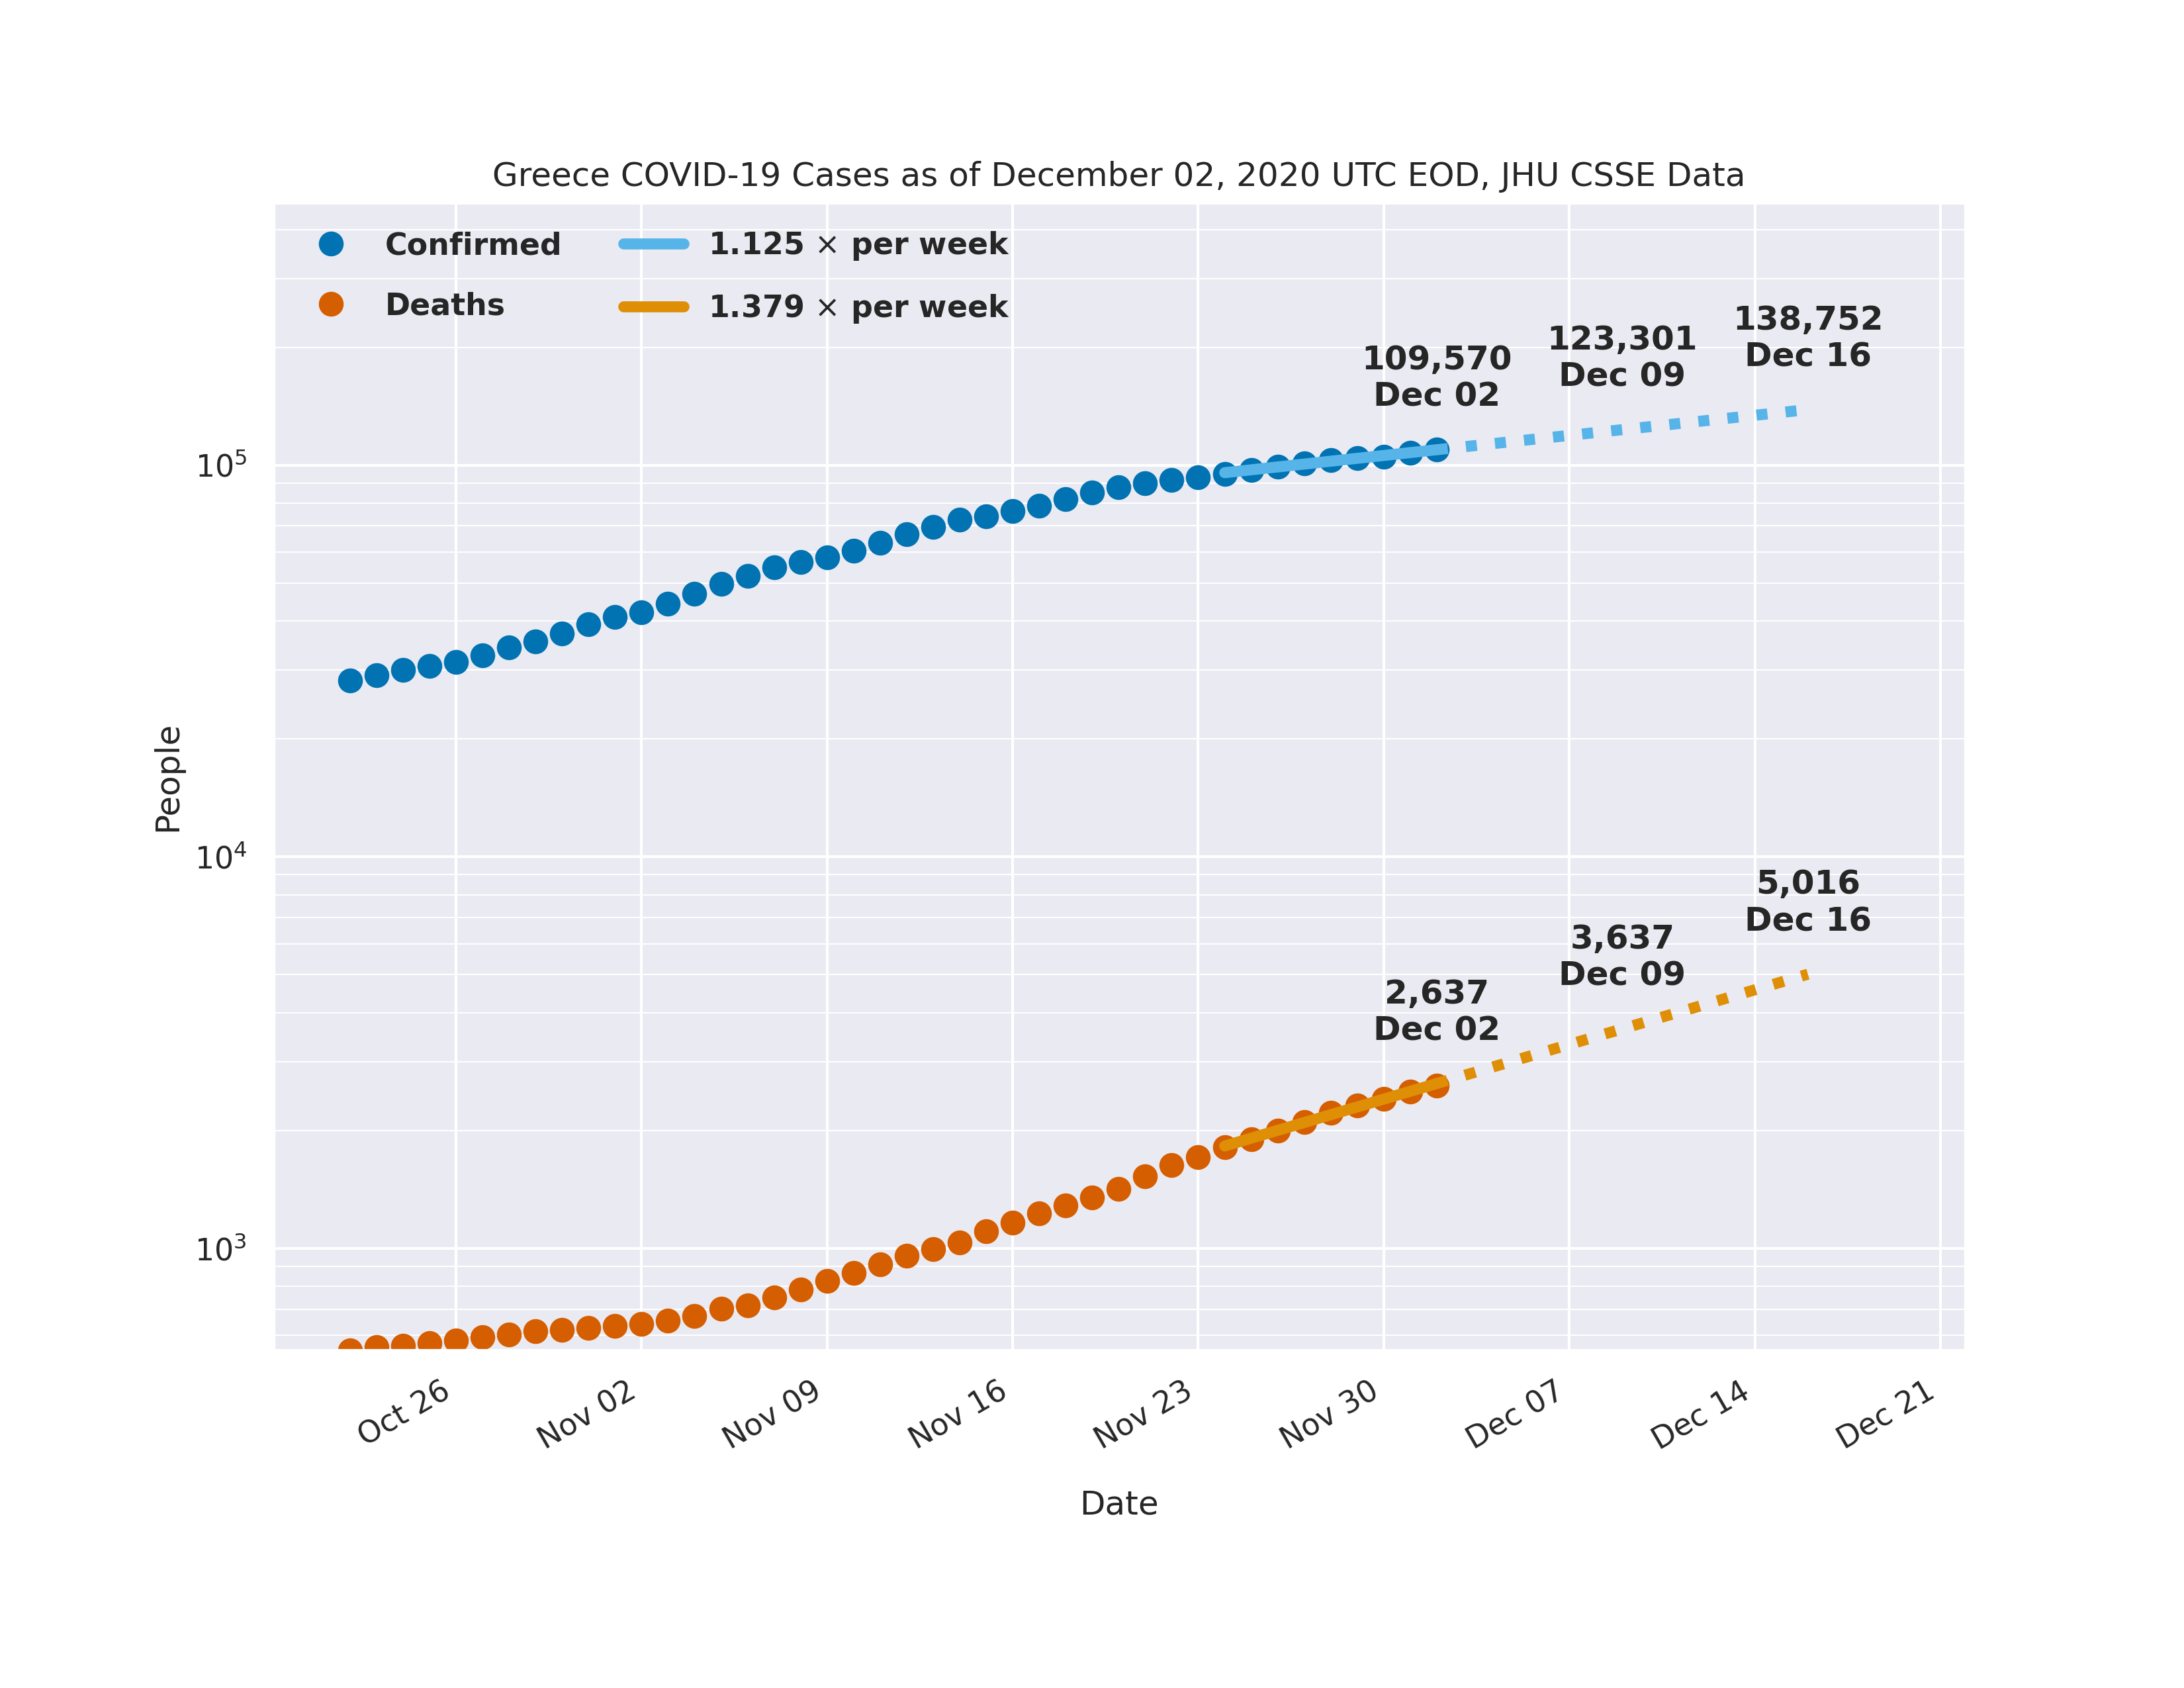 Greece COVID-19 Cases as of December 02, 2020 UTC EOD, JHU CSSE Data
Confirmed
Deaths
1.125 × per week
1.379 × per week
109,570
Dec 02
123,301
Dec 09
138,752
Dec 16
2,637
Dec 02
3,637
Dec 09
5,016
Dec 16
People
10⁵
10⁴
10³
Oct 26
Nov 02
Nov 09
Nov 16
Nov 23
Nov 30
Dec 07
Dec 14
Dec 21
Date